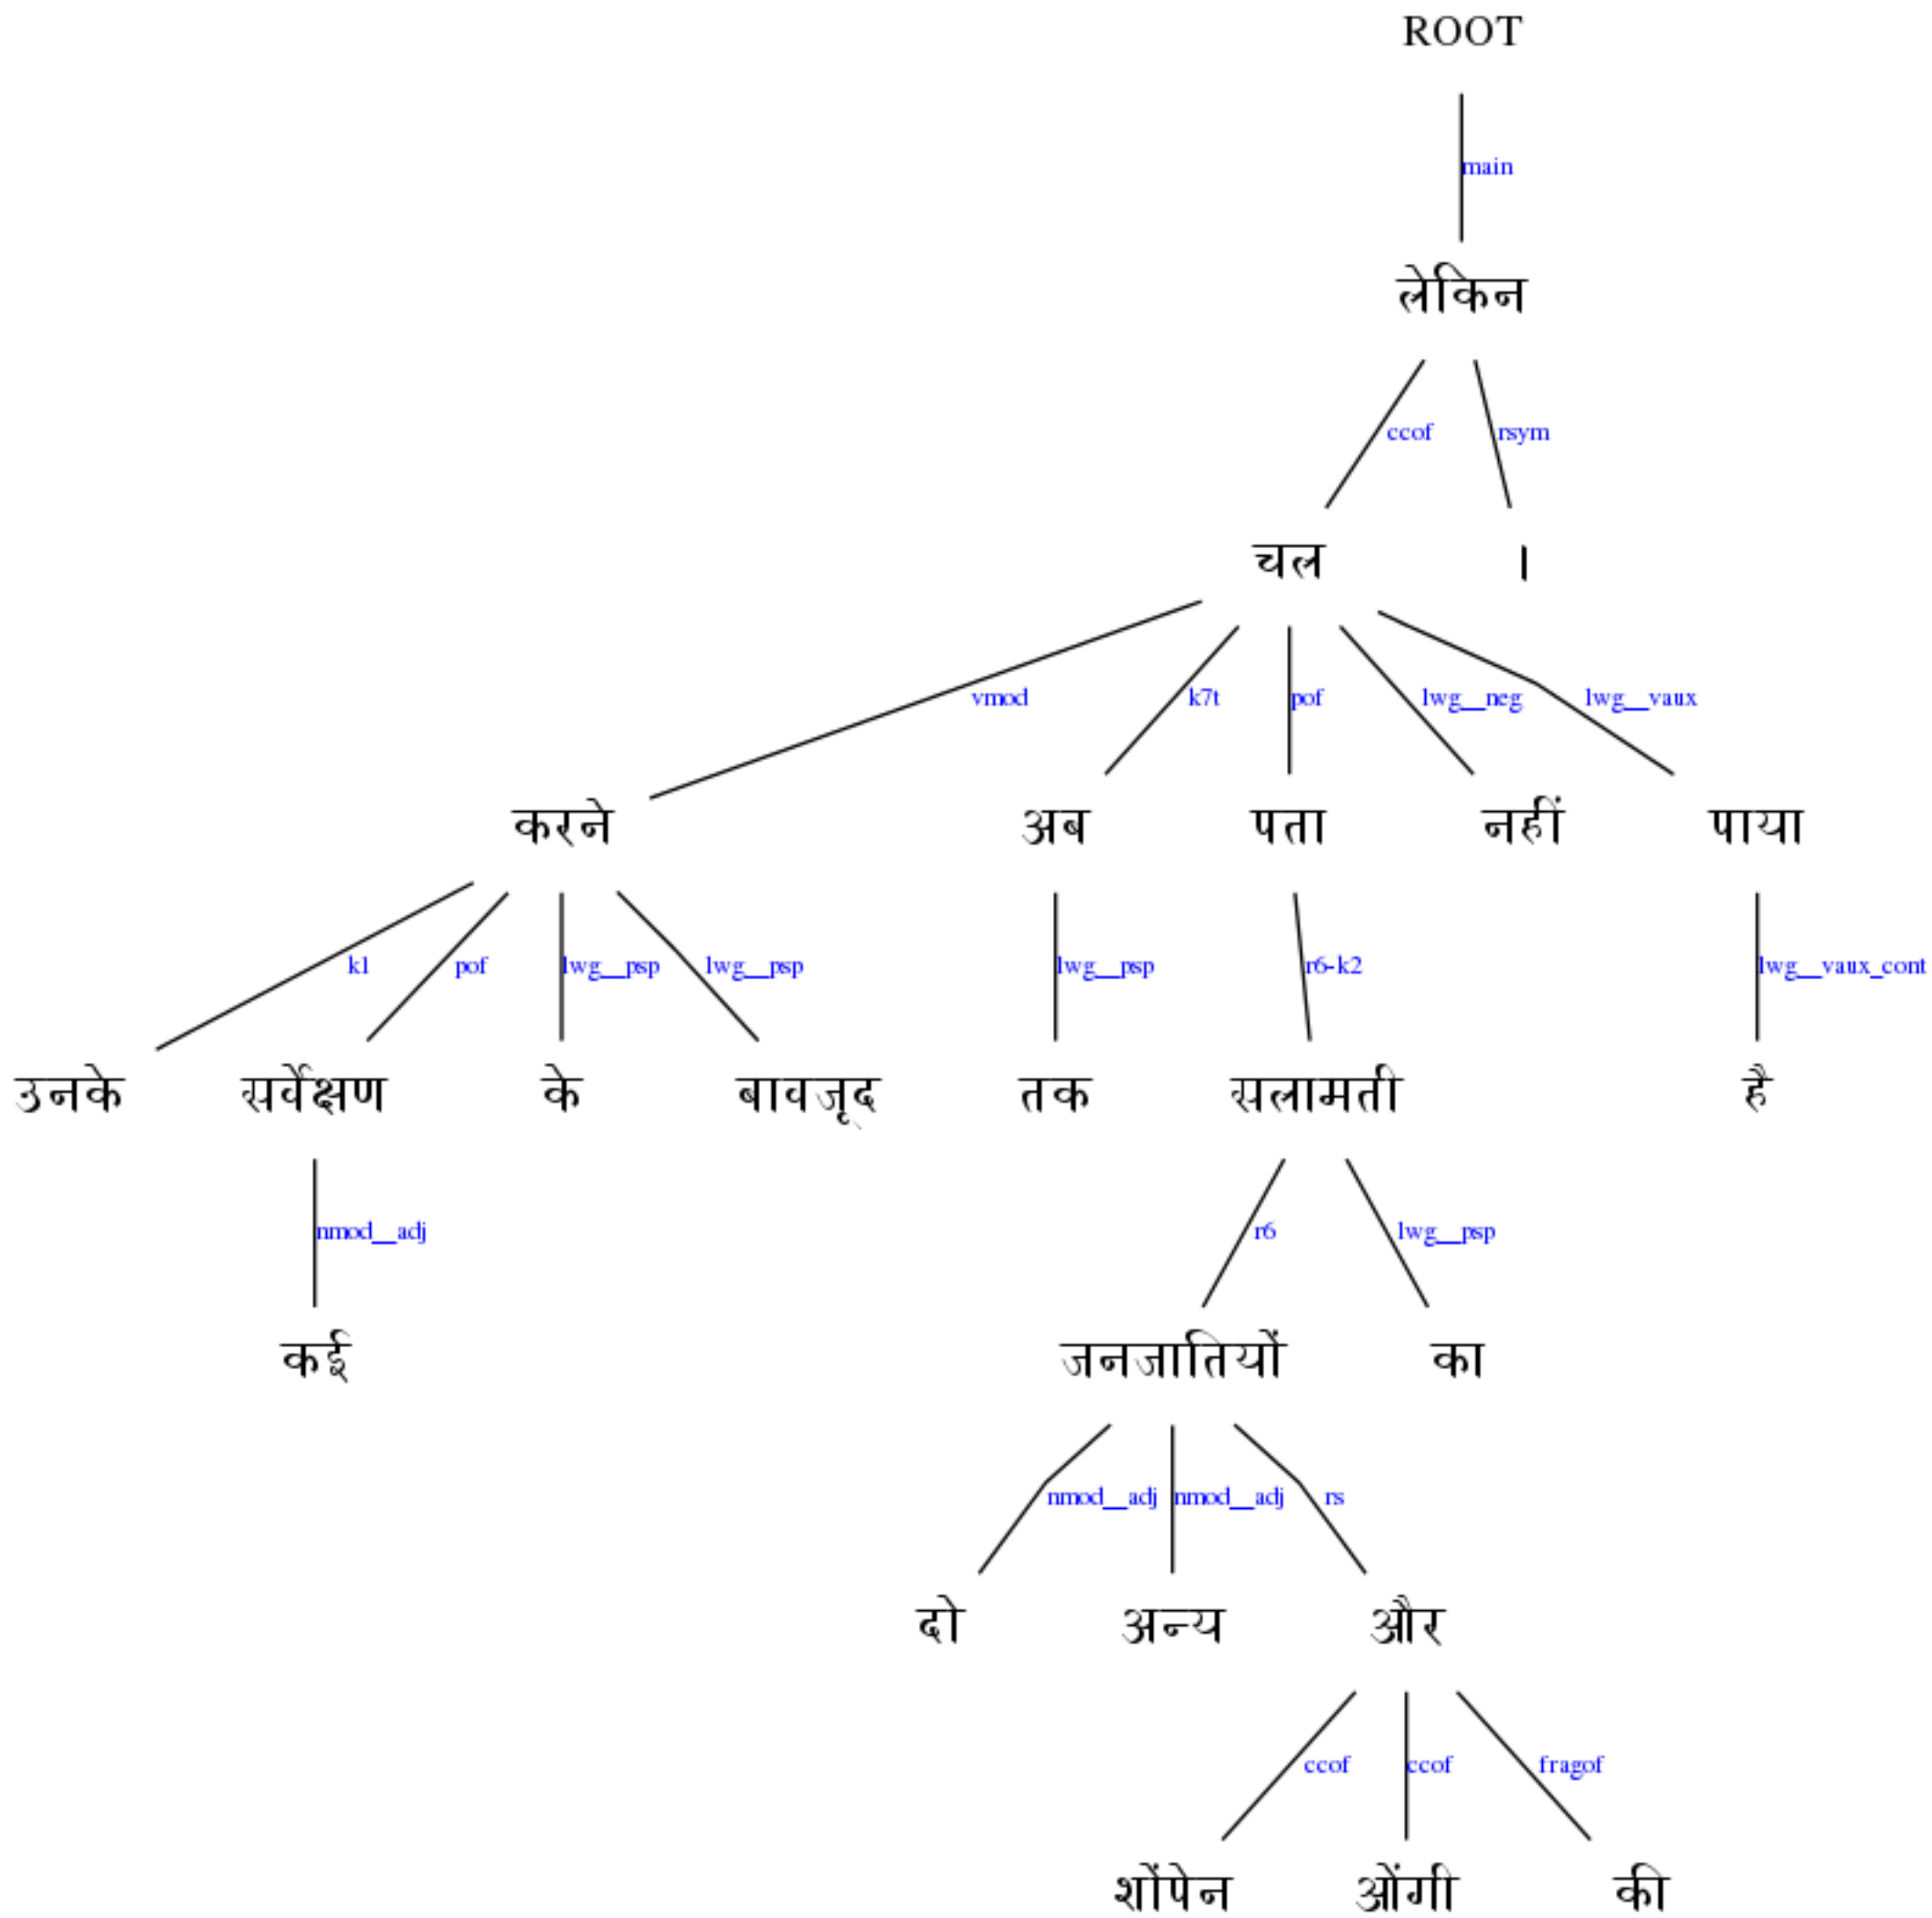 ROOT
main
लेकिन
ccof rsym
चल ।
vmod k7t pof lwg__neg lwg__vaux
करने अब पता नहीं पाया
k1 pof lwg__psp lwg__psp lwg__psp r6-k2 lwg__vaux_cont
उनके सर्वेक्षण के बावजूद तक सलामती है
nmod__adj r6 lwg__psp
कई जनजातियों का
nmod__adj nmod__adj rs
दो अन्य और
ccof ccof fragof
शोंपेन ओंगी की